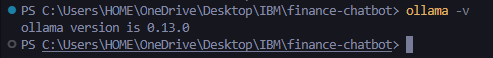 PS C:\Users\HOME\OneDrive\Desktop\IBM\finance-chatbot> ollama -v
ollama version is 0.13.0
PS C:\Users\HOME\OneDrive\Desktop\IBM\finance-chatbot>